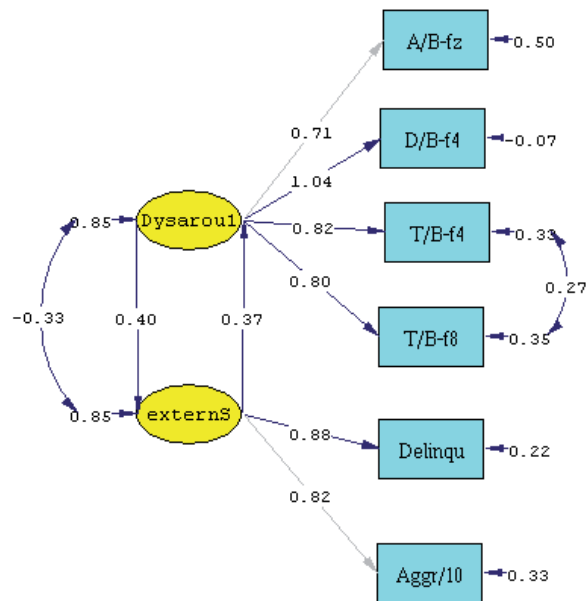 A/B-fz
0.50
0.71
D/B-f4
-0.07
1.04
Dysarou1
0.85
0.82
T/B-f4
0.33
0.80
0.27
-0.33
0.40
0.37
T/B-f8
0.35
0.85
externS
0.88
Delinqu
0.22
0.82
Aggr/10
0.33